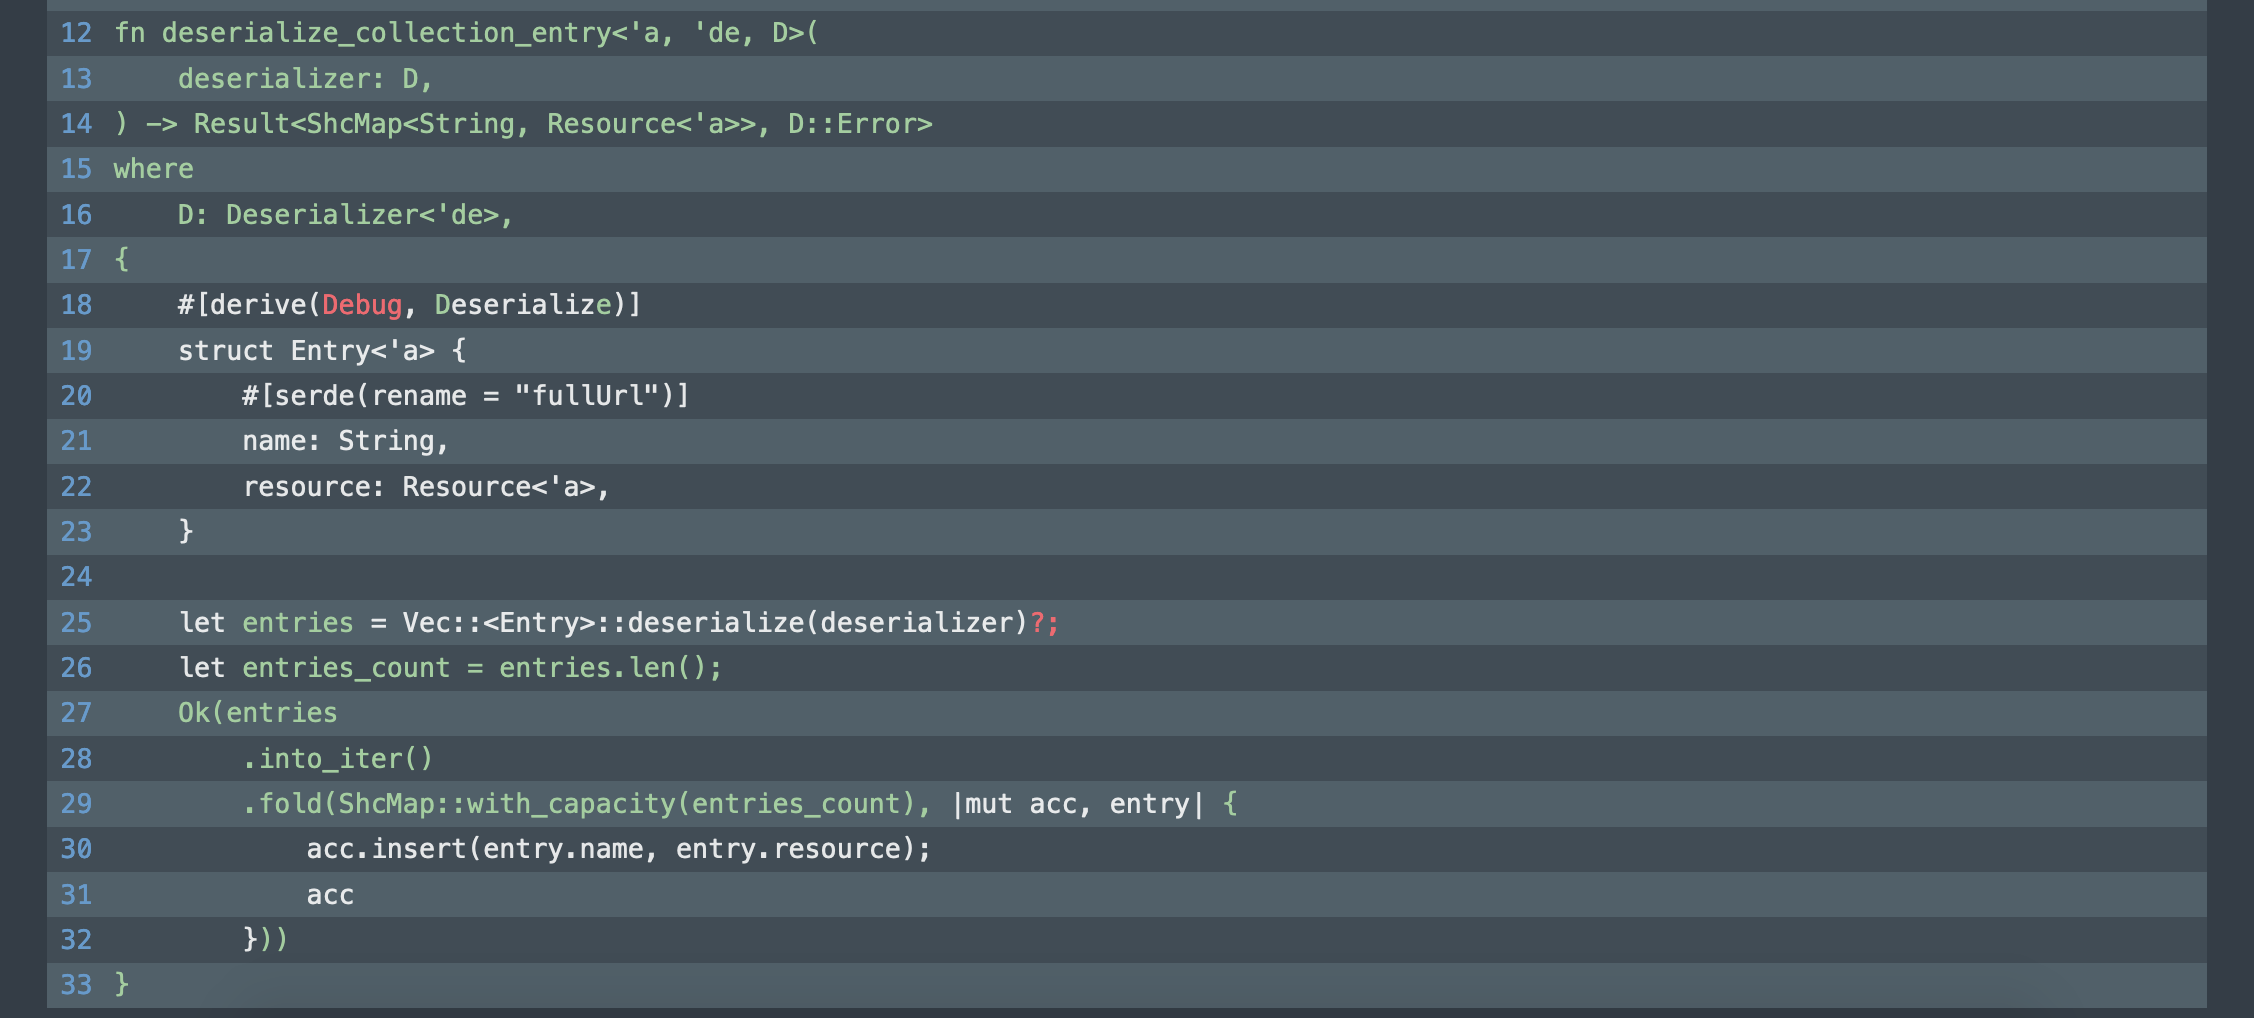 12 fn deserialize_collection_entry<'a, 'de, D>(
13     deserializer: D,
14 ) -> Result<ShcMap<String, Resource<'a>>, D::Error>
15 where
16     D: Deserializer<'de>,
17 {
18     #[derive(Debug, Deserialize)]
19     struct Entry<'a> {
20         #[serde(rename = "fullUrl")]
21         name: String,
22         resource: Resource<'a>,
23     }
24
25     let entries = Vec::<Entry>::deserialize(deserializer)?;
26     let entries_count = entries.len();
27     Ok(entries
28         .into_iter()
29         .fold(ShcMap::with_capacity(entries_count), |mut acc, entry| {
30             acc.insert(entry.name, entry.resource);
31             acc
32         }))
33 }